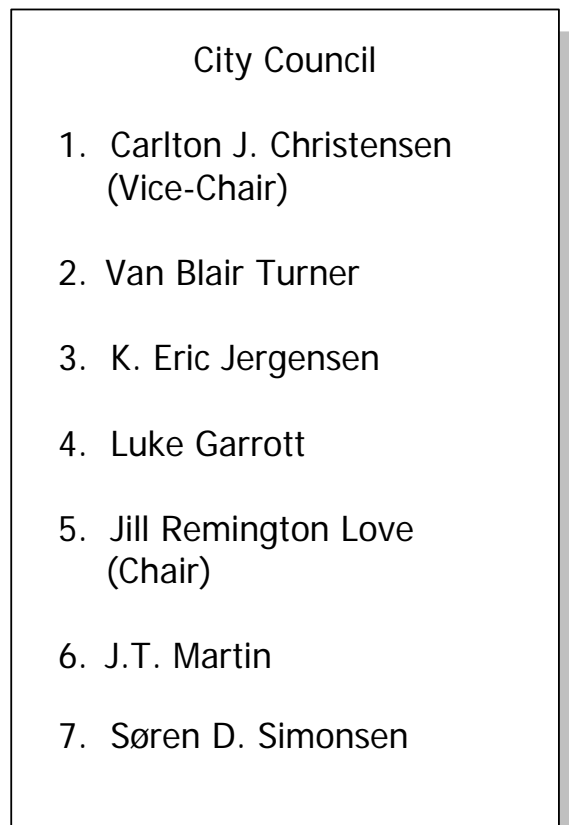 City Council
1. Carlton J. Christensen
(Vice-Chair)
2. Van Blair Turner
3. K. Eric Jergensen
4. Luke Garrott
5. Jill Remington Love
(Chair)
6. J.T. Martin
7. Søren D. Simonsen